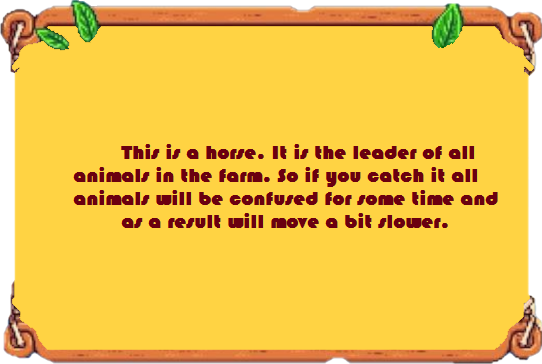 This is a horse. It is the leader of all
animals in the farm. So if you catch it all
animals will be confused for some time and
as a result will move a bit slower.